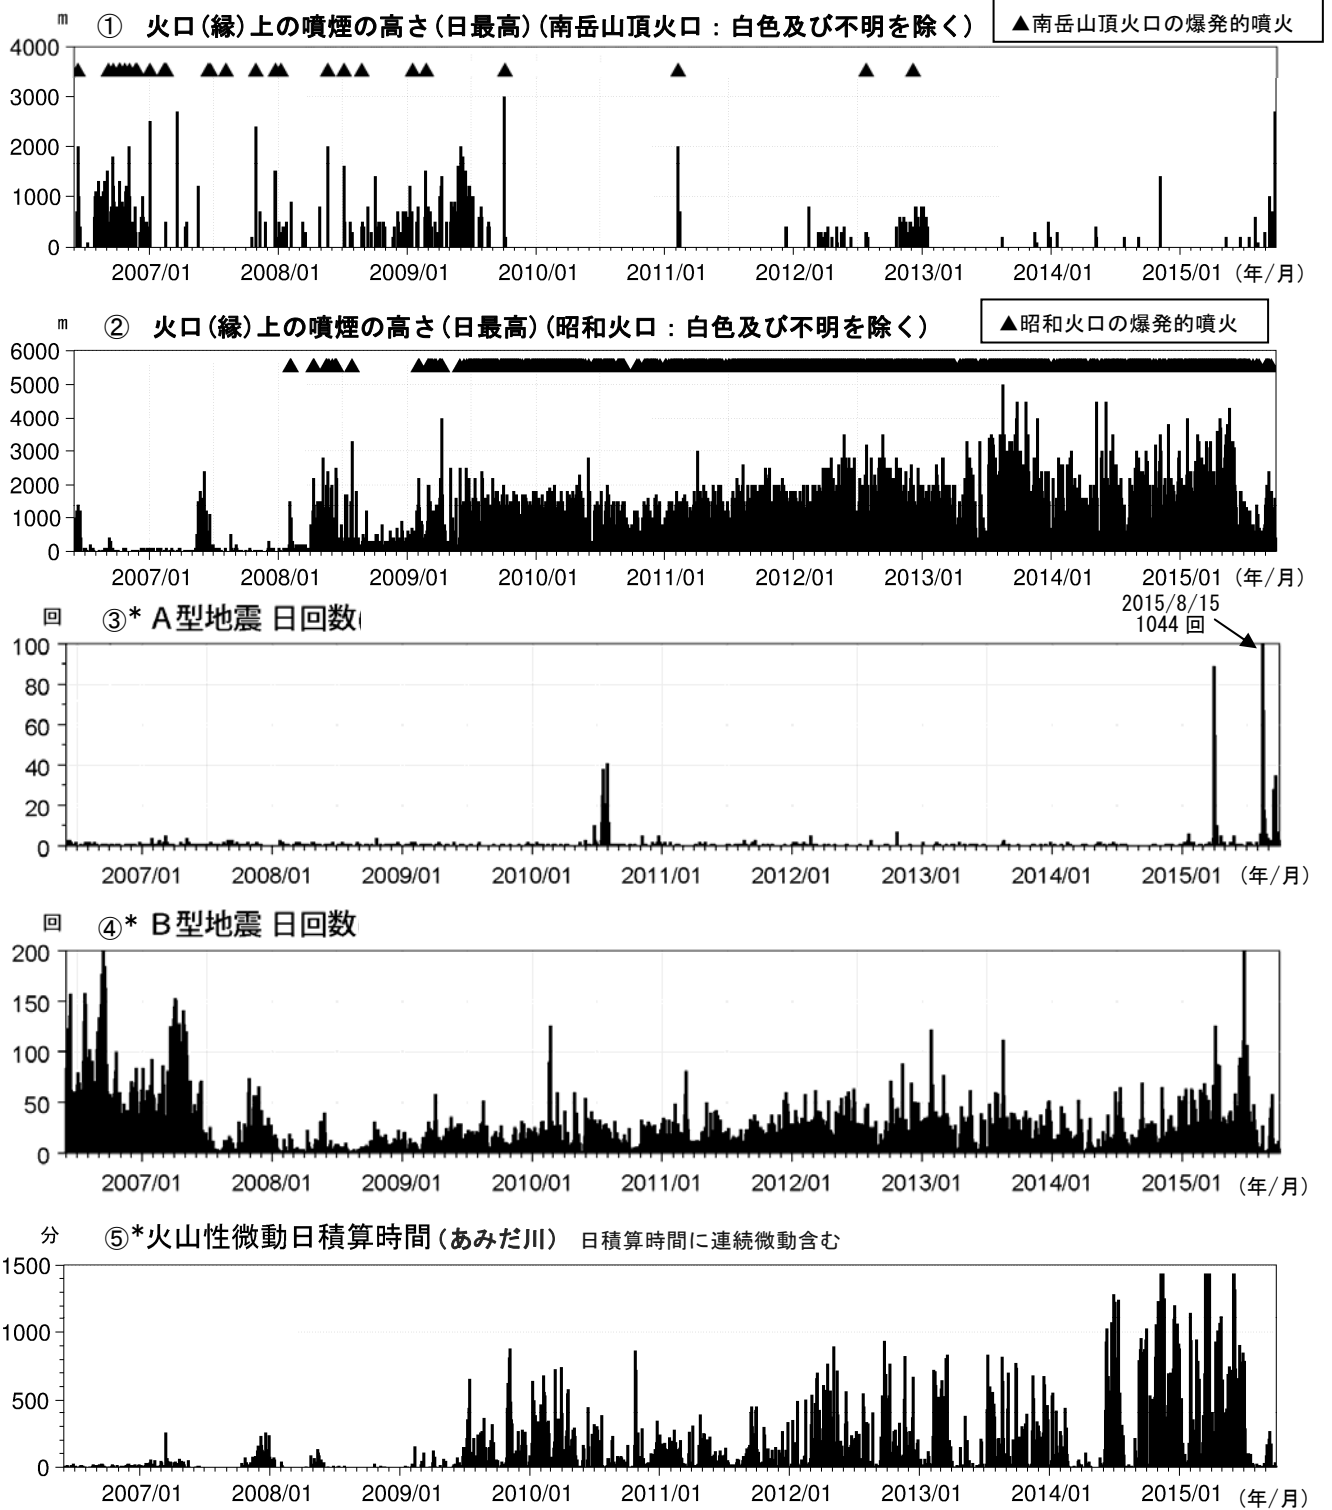 m ① 火口(縁)上の噴煙の高さ(日最高)(南岳山頂火口：白色及び不明を除く)
▲南岳山頂火口の爆発的噴火
4000
3000
2000
1000
0
2007/01 2008/01 2009/01 2010/01 2011/01 2012/01 2013/01 2014/01 2015/01 (年/月)
m ② 火口(縁)上の噴煙の高さ(日最高)(昭和火口：白色及び不明を除く)
▲昭和火口の爆発的噴火
6000
5000
4000
3000
2000
1000
0
2007/01 2008/01 2009/01 2010/01 2011/01 2012/01 2013/01 2014/01 2015/01 (年/月)
回 ③* A型地震 日回数
2015/8/15
1044 回
100
80
60
40
20
0
2007/01 2008/01 2009/01 2010/01 2011/01 2012/01 2013/01 2014/01 2015/01 (年/月)
回 ④* B型地震 日回数
200
150
100
50
0
2007/01 2008/01 2009/01 2010/01 2011/01 2012/01 2013/01 2014/01 2015/01 (年/月)
分 ⑤*火山性微動日積算時間(あみだ川) 日積算時間に連続微動含む
1500
1000
500
0
2007/01 2008/01 2009/01 2010/01 2011/01 2012/01 2013/01 2014/01 2015/01 (年/月)